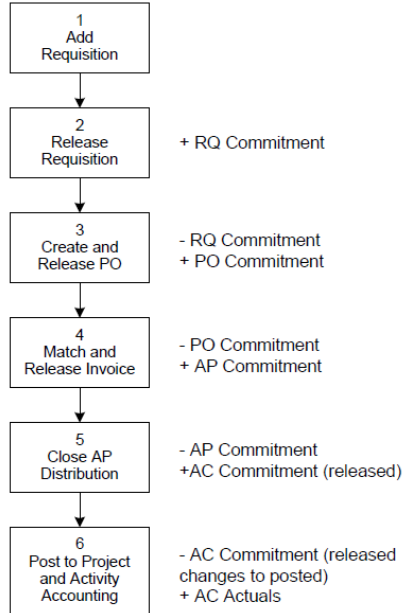 1
Add
Requisition
2
Release
Requisition
+ RQ Commitment
3
Create and
Release PO
- RQ Commitment
+ PO Commitment
4
Match and
Release Invoice
- PO Commitment
+ AP Commitment
5
Close AP
Distribution
- AP Commitment
+AC Commitment (released)
6
Post to Project
and Activity
Accounting
- AC Commitment (released
changes to posted)
+ AC Actuals